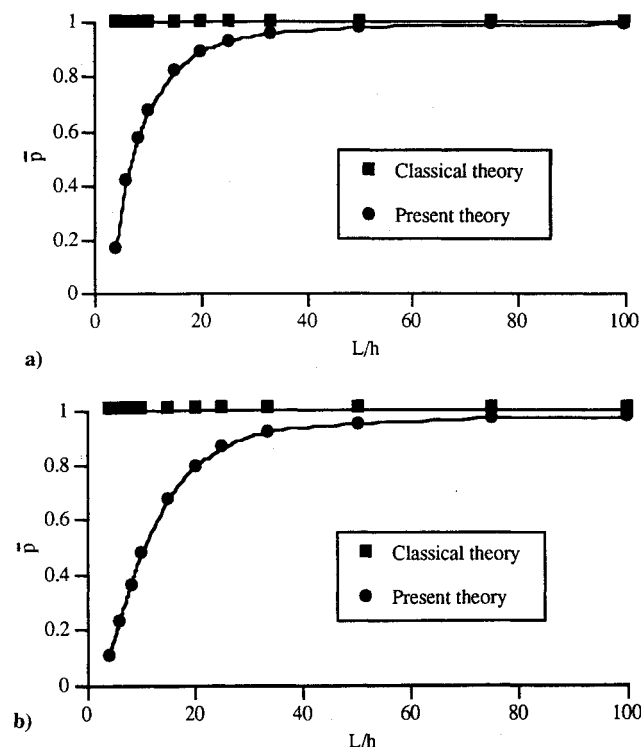 1
0.8
0.6
p̅
0.4
0.2
0
Classical theory
Present theory
0 20 40 60 80 100
L/h
a)
1
0.8
0.6
p̅
0.4
0.2
0
Classical theory
Present theory
0 20 40 60 80 100
L/h
b)